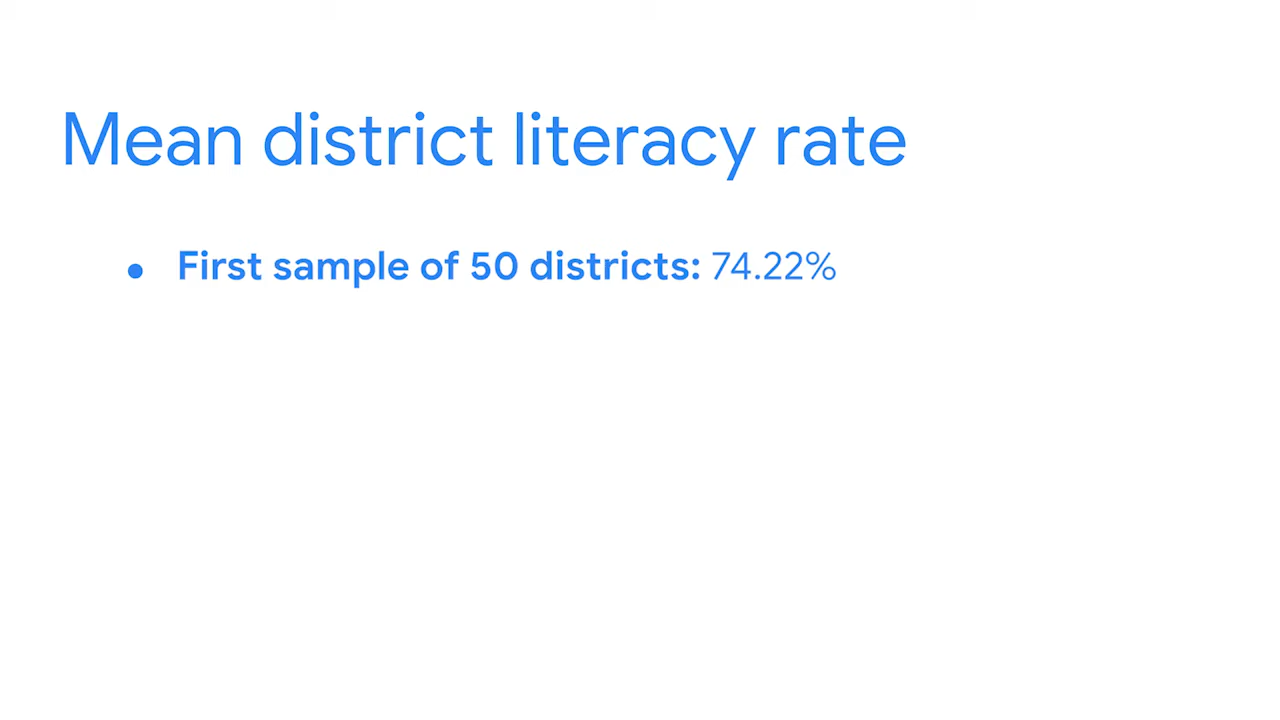 Mean district literacy rate
● First sample of 50 districts: 74.22%